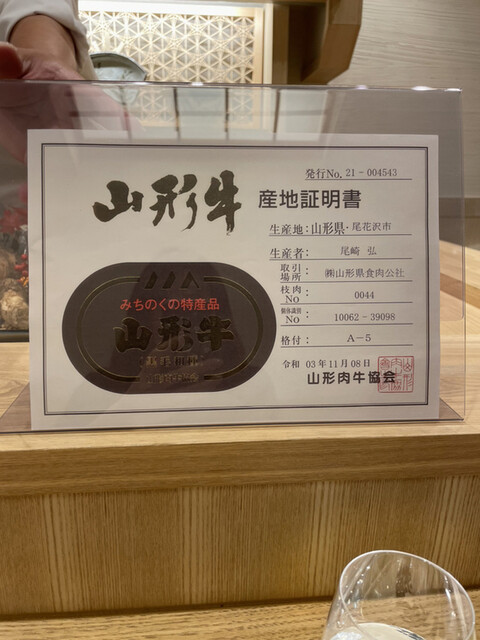 発行No. 21-004543
山形牛 産地証明書
生産地：山形県・尾花沢市
生産者： 尾崎 弘
取引場所： ㈱山形県食肉公社
枝肉No 0044
個体識別No 10062-39098
格付： A-5
令和 03年11月08日
山形肉牛協会
みちのくの特産品
山形牛
(黒毛和種)